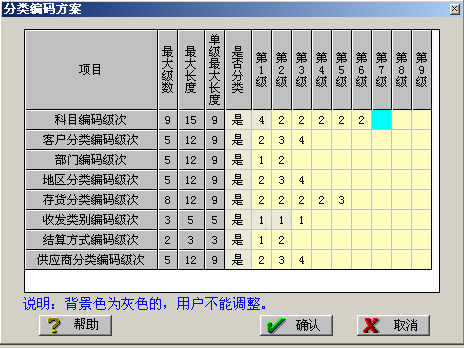 分类编码方案
项目 最大级数 最大长度 单级最大长度 是否分类 第1级 第2级 第3级 第4级 第5级 第6级 第7级 第8级 第9级
科目编码级次 9 15 9 是 4 2 2 2 2 2
客户分类编码级次 5 12 9 是 2 3 4
部门编码级次 5 12 9 是 1 2
地区分类编码级次 5 12 9 是 2 3 4
存货分类编码级次 8 12 9 是 2 2 2 2 3
收发类别编码级次 3 5 5 是 1 1 1
结算方式编码级次 2 3 3 是 1 2
供应商分类编码级次 5 12 9 是 2 3 4
说明：背景色为灰色的，用户不能调整。
帮助 确认 取消